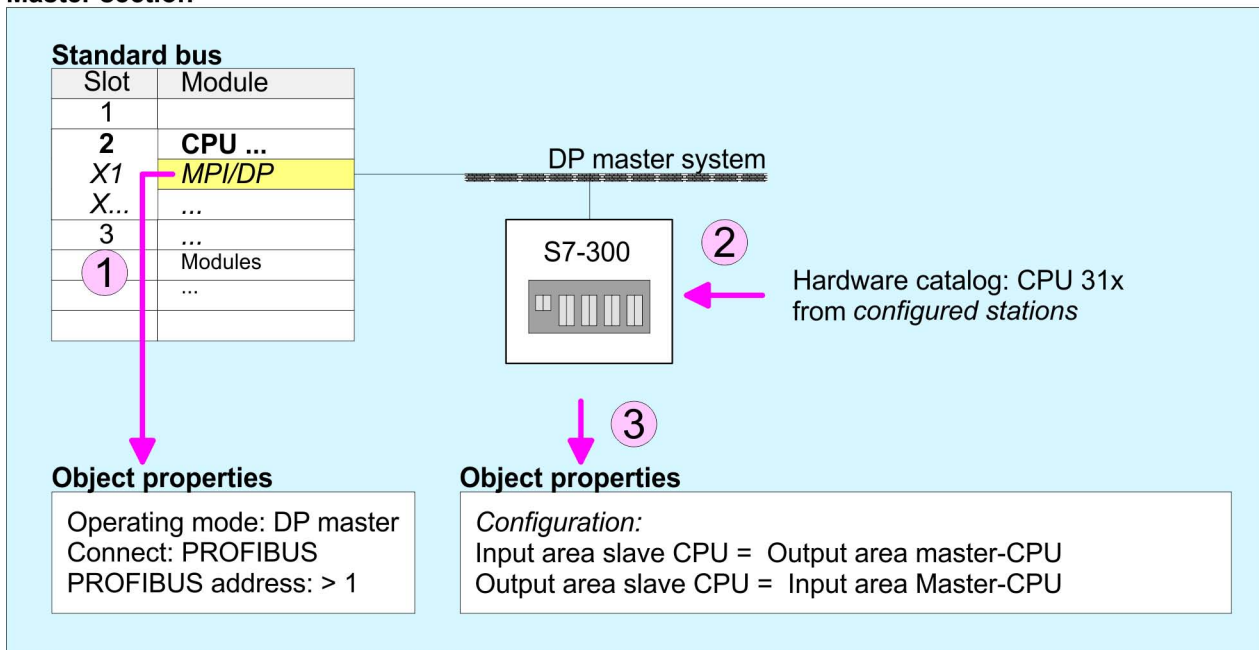 Master section
Standard bus
Slot Module
1
2 CPU ...
X1 MPI/DP
X... ...
3 ...
1 Modules
...
DP master system
S7-300
2
Hardware catalog: CPU 31x
from configured stations
3
Object properties
Operating mode: DP master
Connect: PROFIBUS
PROFIBUS address: > 1
Object properties
Configuration:
Input area slave CPU = Output area master-CPU
Output area slave CPU = Input area Master-CPU